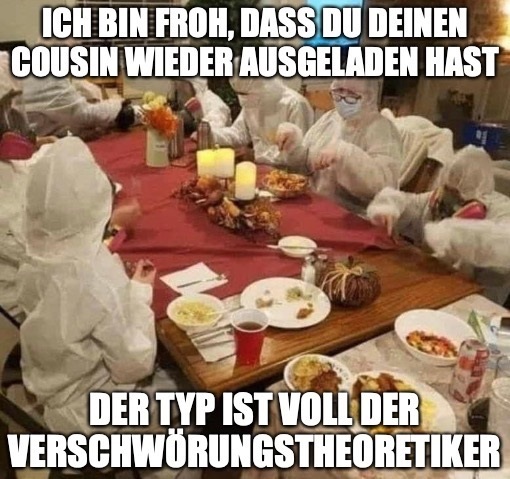 ICH BIN FROH, DASS DU DEINEN
COUSIN WIEDER AUSGELADEN HAST
DER TYP IST VOLL DER
VERSCHWÖRUNGSTHEORETIKER